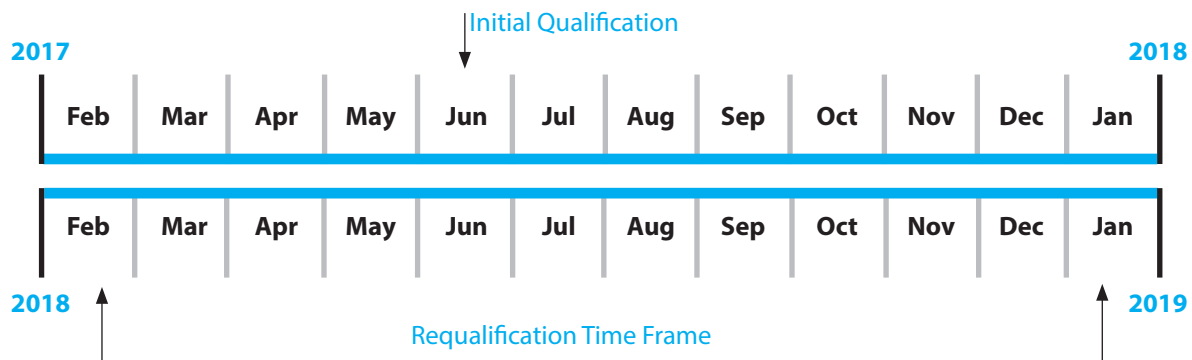 Initial Qualification
2017 2018
Feb Mar Apr May Jun Jul Aug Sep Oct Nov Dec Jan
Feb Mar Apr May Jun Jul Aug Sep Oct Nov Dec Jan
2018 2019
Requalification Time Frame